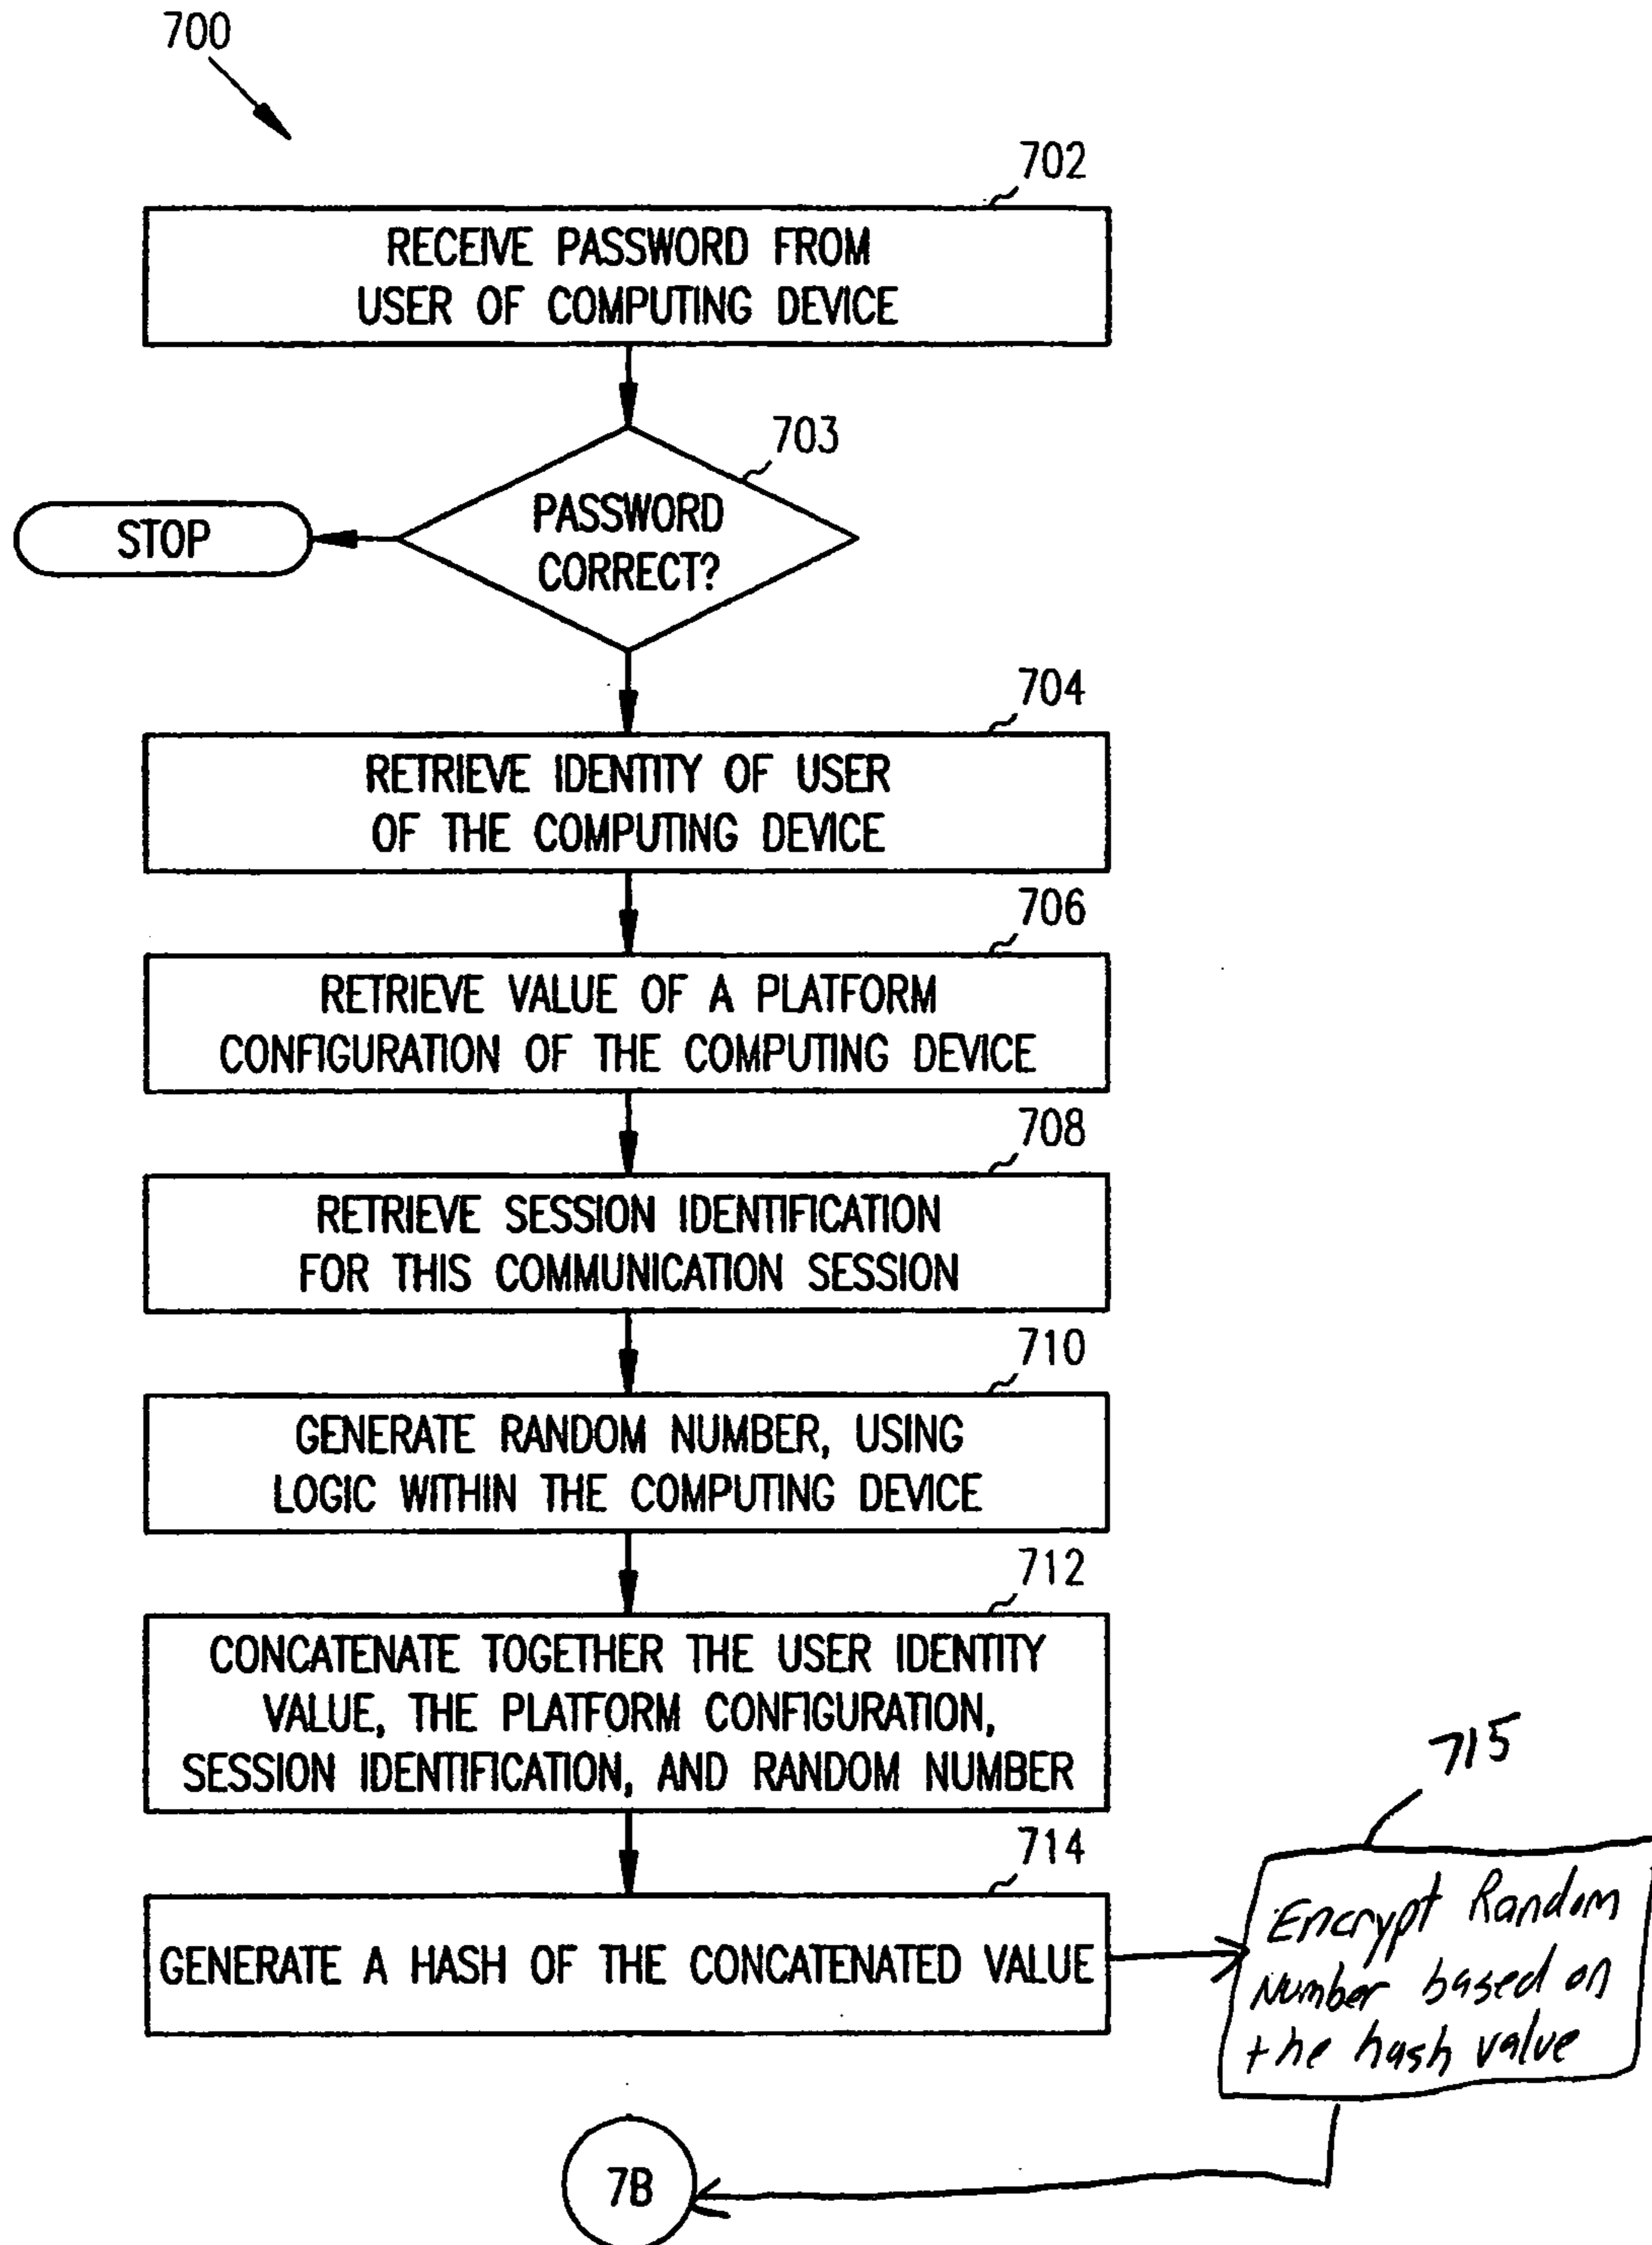 700
702
RECEIVE PASSWORD FROM
USER OF COMPUTING DEVICE
703
PASSWORD
CORRECT?
STOP
704
RETRIEVE IDENTITY OF USER
OF THE COMPUTING DEVICE
706
RETRIEVE VALUE OF A PLATFORM
CONFIGURATION OF THE COMPUTING DEVICE
708
RETRIEVE SESSION IDENTIFICATION
FOR THIS COMMUNICATION SESSION
710
GENERATE RANDOM NUMBER, USING
LOGIC WITHIN THE COMPUTING DEVICE
712
CONCATENATE TOGETHER THE USER IDENTITY
VALUE, THE PLATFORM CONFIGURATION,
SESSION IDENTIFICATION, AND RANDOM NUMBER
714
GENERATE A HASH OF THE CONCATENATED VALUE
715
Encrypt Random
Number based on
the hash value
7B